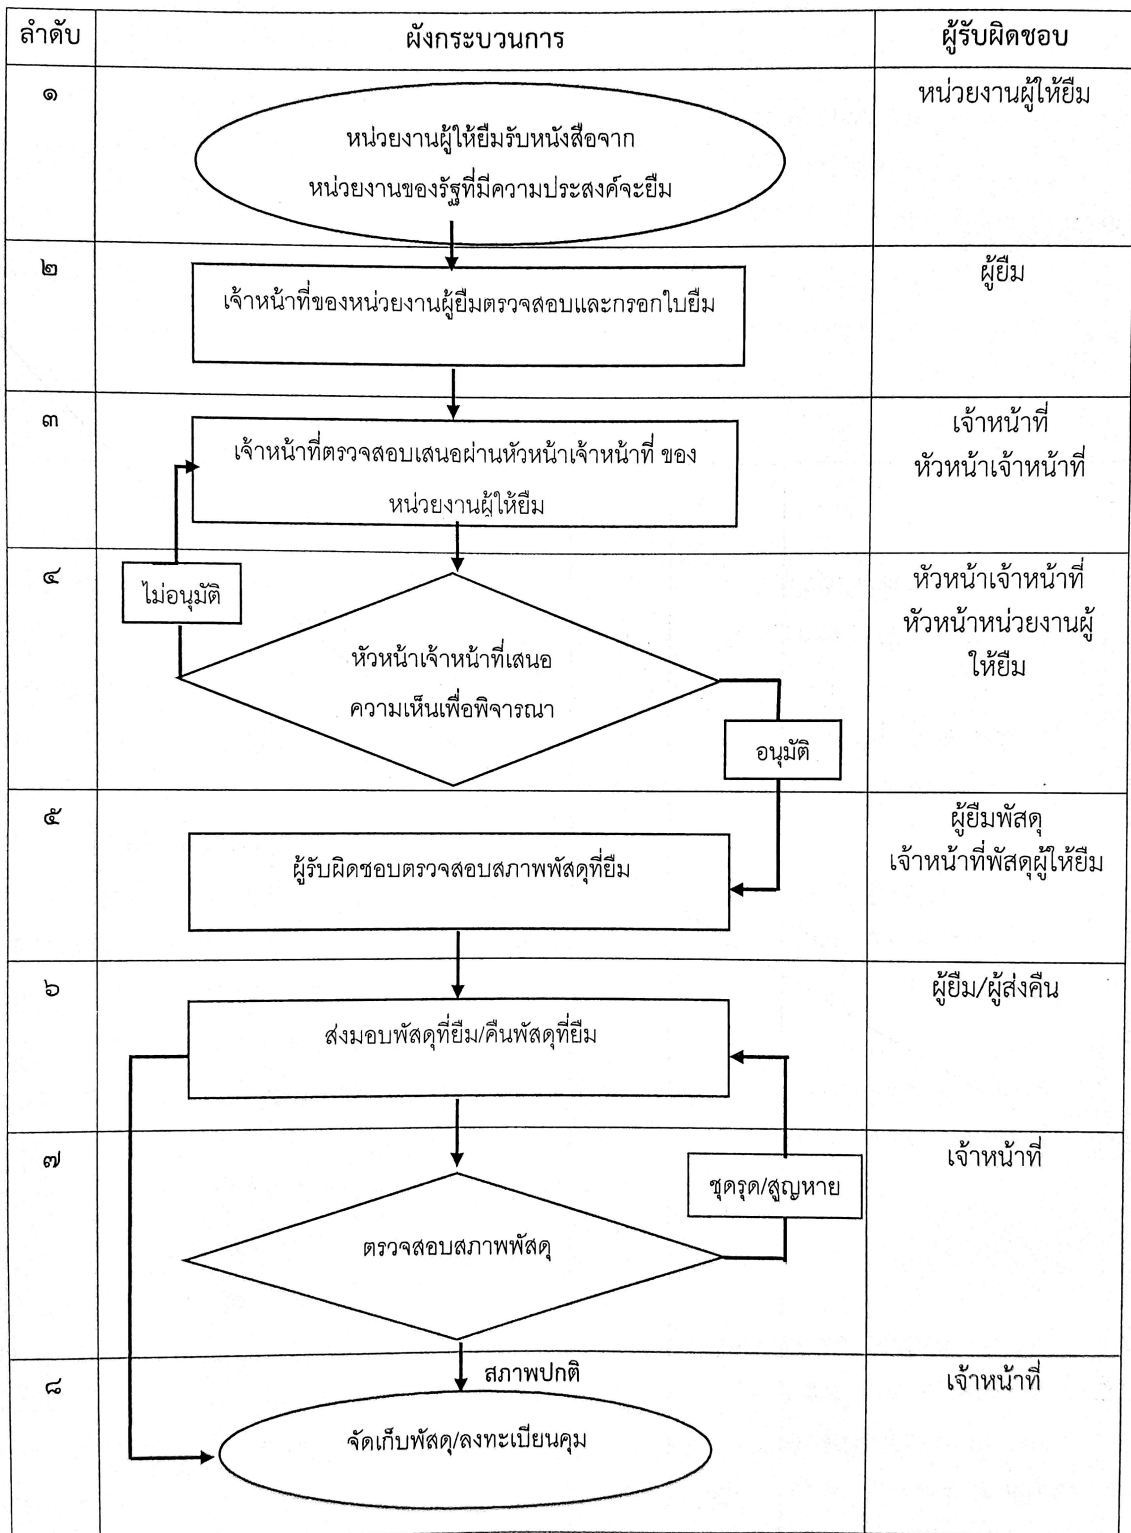 ลำดับ
ผังกระบวนการ
ผู้รับผิดชอบ
๑
หน่วยงานผู้ให้ยืมรับหนังสือจาก
หน่วยงานของรัฐที่มีความประสงค์จะยืม
หน่วยงานผู้ให้ยืม
๒
เจ้าหน้าที่ของหน่วยงานผู้ยืมตรวจสอบและกรอกใบยืม
ผู้ยืม
๓
เจ้าหน้าที่ตรวจสอบเสนอผ่านหัวหน้าเจ้าหน้าที่ ของ
หน่วยงานผู้ให้ยืม
เจ้าหน้าที่
หัวหน้าเจ้าหน้าที่
๔
ไม่อนุมัติ
หัวหน้าเจ้าหน้าที่เสนอ
ความเห็นเพื่อพิจารณา
อนุมัติ
หัวหน้าเจ้าหน้าที่
หัวหน้าหน่วยงานผู้
ให้ยืม
๕
ผู้รับผิดชอบตรวจสอบสภาพพัสดุที่ยืม
ผู้ยืมพัสดุ
เจ้าหน้าที่พัสดุผู้ให้ยืม
๖
ส่งมอบพัสดุที่ยืม/คืนพัสดุที่ยืม
ผู้ยืม/ผู้ส่งคืน
๗
ชุดรุด/สูญหาย
ตรวจสอบสภาพพัสดุ
เจ้าหน้าที่
๘
สภาพปกติ
จัดเก็บพัสดุ/ลงทะเบียนคุม
เจ้าหน้าที่